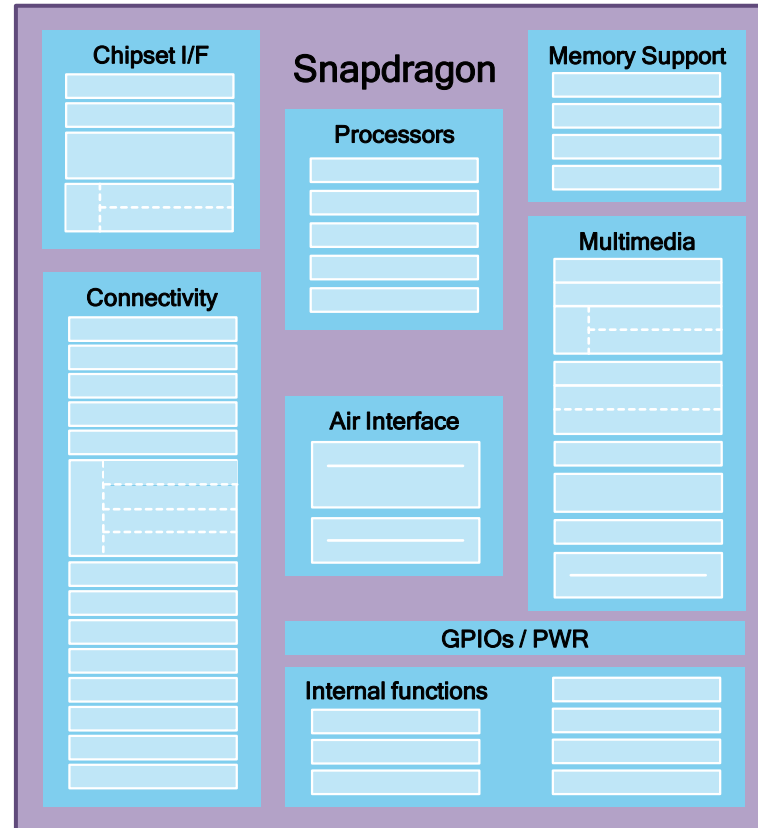 Snapdragon
Chipset I/F
Processors
Memory Support
Connectivity
Air Interface
Multimedia
GPIOs / PWR
Internal functions